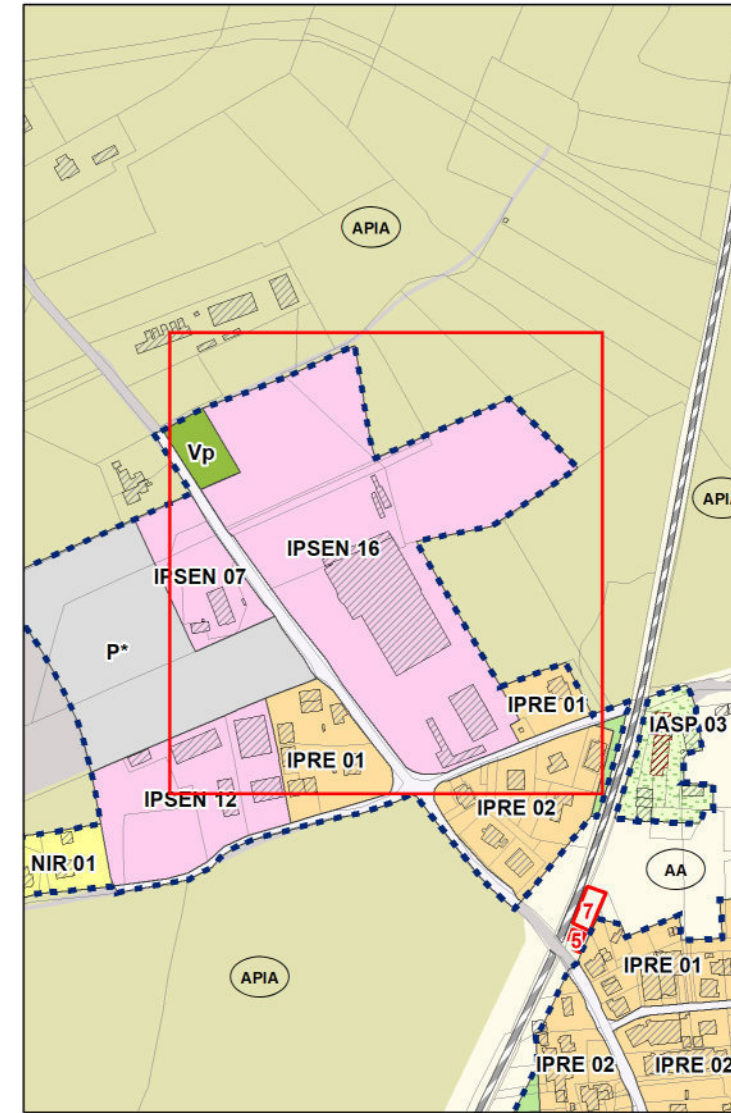 APIA
Vp
API
IPSEN 16
IPSEN 07
P*
IPRE 01
IASP 03
IPRE 01
IPSEN 12
IPRE 02
NIR 01
AA
7
5
IPRE 01
APIA
IPRE 02
IPRE 02